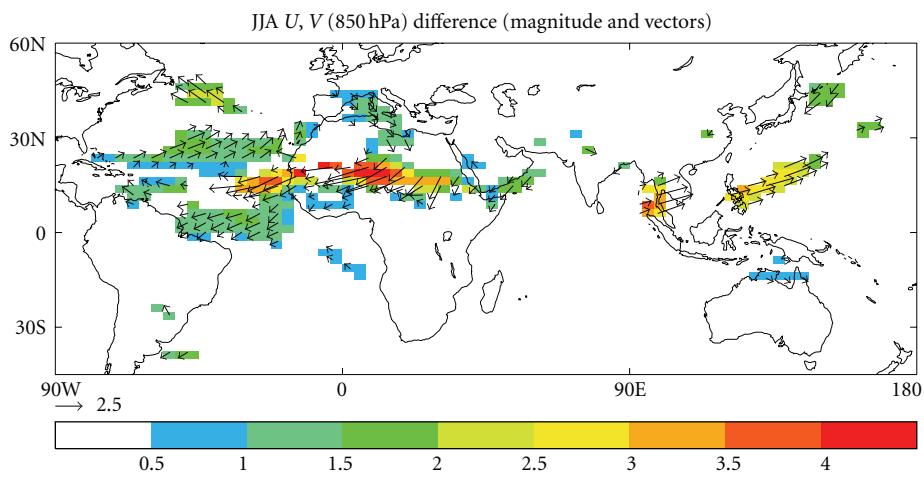 JJA U, V (850 hPa) difference (magnitude and vectors)
60N
30N
0
30S
90W 0 90E 180
2.5
0.5 1 1.5 2 2.5 3 3.5 4